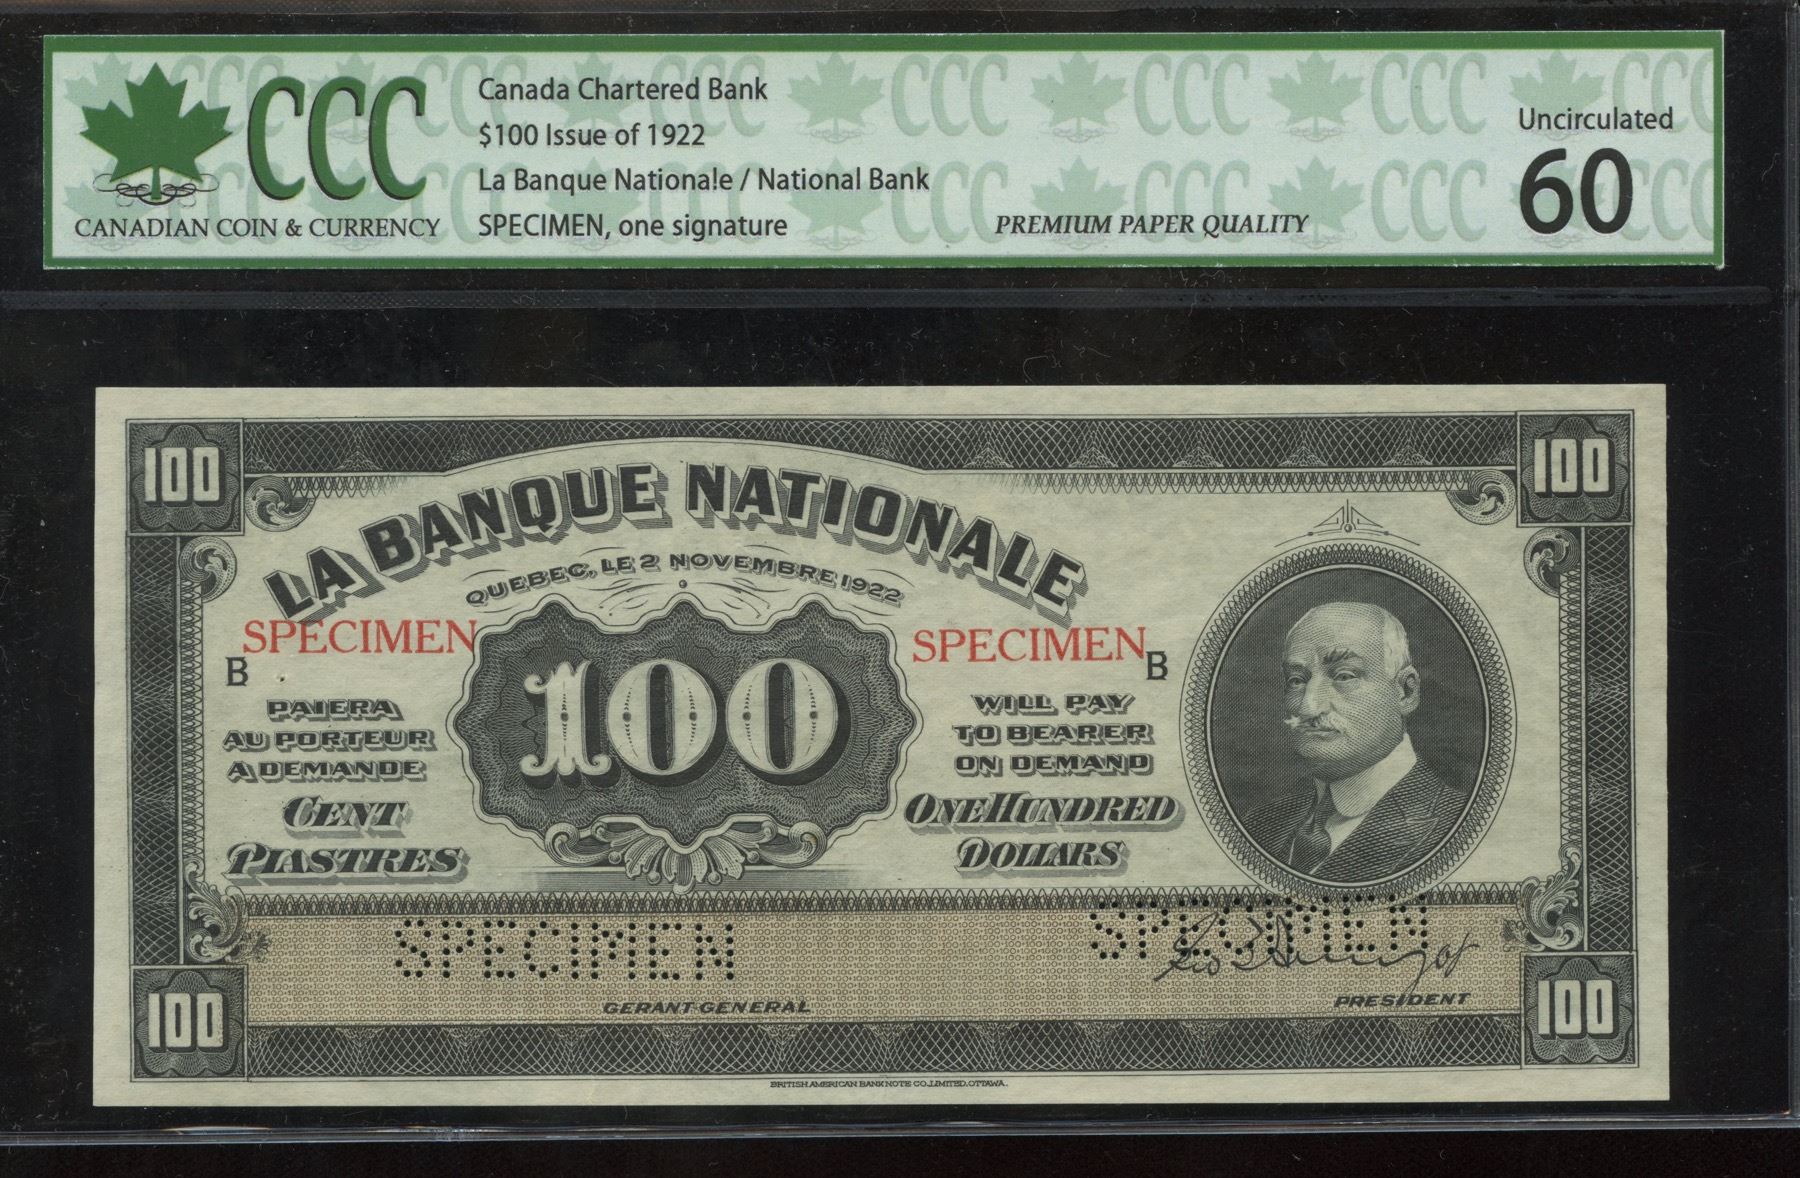 CCC
CANADIAN COIN & CURRENCY
Canada Chartered Bank
$100 Issue of 1922
La Banque Nationale / National Bank
SPECIMEN, one signature
PREMIUM PAPER QUALITY
Uncirculated
60
100
100
LA BANQUE NATIONALE
QUEBEC, LE 2 NOVEMBRE 1922
SPECIMEN
SPECIMEN
B
B
100
PAIERA
AU PORTEUR
A DEMANDE
CENT
PIASTRES
WILL PAY
TO BEARER
ON DEMAND
ONE HUNDRED
DOLLARS
SPECIMEN
SPECIMEN
GERANT-GENERAL
PRESIDENT
100
100
BRITISH AMERICAN BANK NOTE CO. LIMITED. OTTAWA.